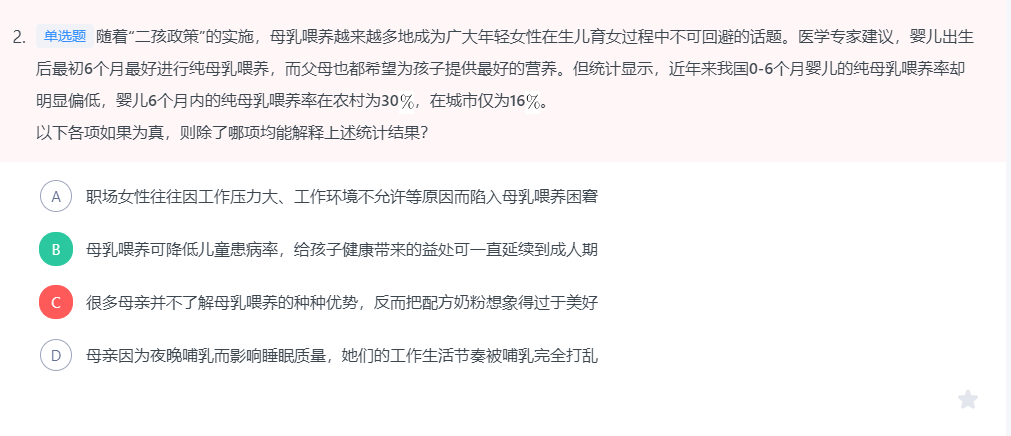 2. 单选题 随着“二孩政策”的实施，母乳喂养越来越多地成为广大年轻女性在生儿育女过程中不可回避的话题。医学专家建议，婴儿出生
后最初6个月最好进行纯母乳喂养，而父母也都希望为孩子提供最好的营养。但统计显示，近年来我国0-6个月婴儿的纯母乳喂养率却
明显偏低，婴儿6个月内的纯母乳喂养率在农村为30%，在城市仅为16%。
以下各项如果为真，则除了哪项均能解释上述统计结果？
A 职场女性往往因工作压力大、工作环境不允许等原因而陷入母乳喂养困窘
B 母乳喂养可降低儿童患病率，给孩子健康带来的益处可一直延续到成人期
C 很多母亲并不了解母乳喂养的种种优势，反而把配方奶粉想象得过于美好
D 母亲因为夜晚哺乳而影响睡眠质量，她们的工作生活节奏被哺乳完全打乱